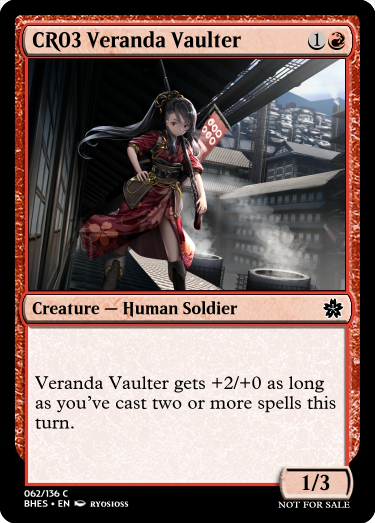 CR03 Veranda Vaulter
1
Creature — Human Soldier
Veranda Vaulter gets +2/+0 as long
as you've cast two or more spells this
turn.
1/3
062/136 C
BHES • EN RYOSIOSS
NOT FOR SALE